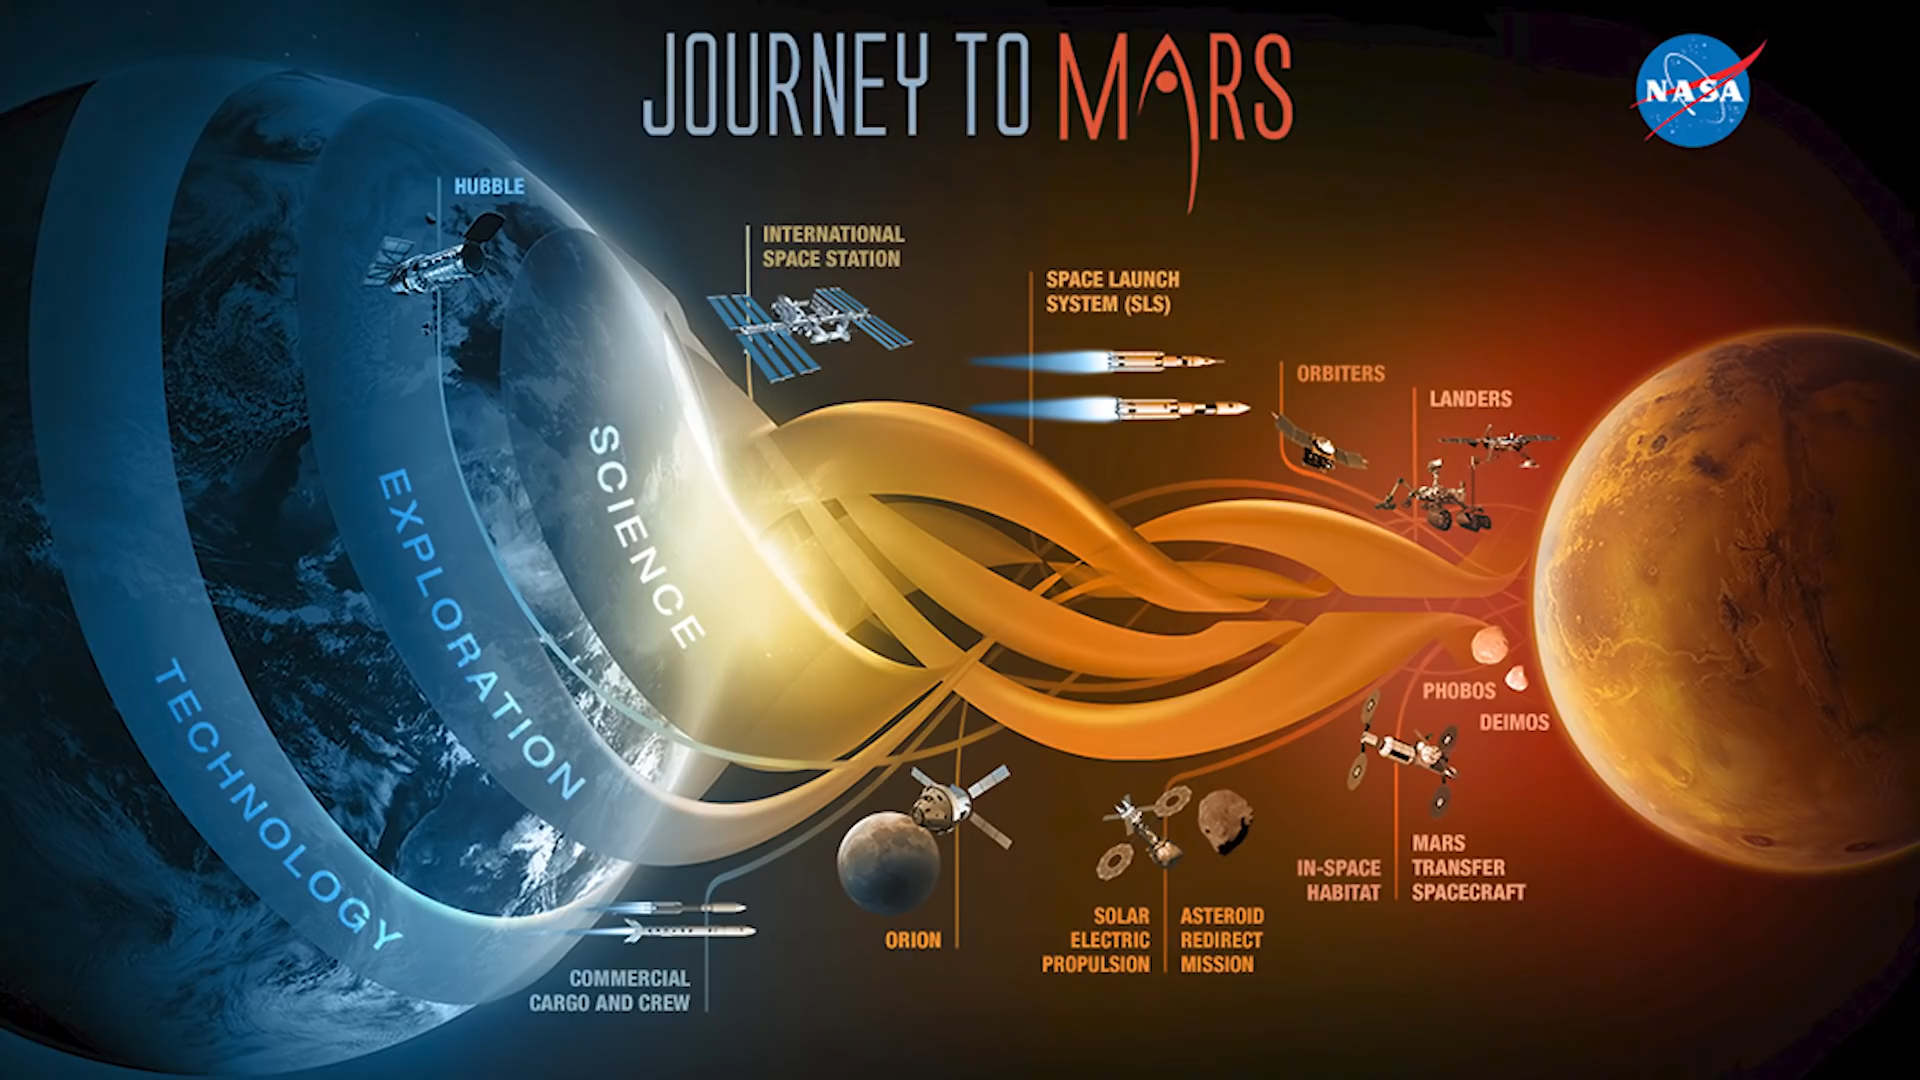 JOURNEY TO MARS
NASA
HUBBLE
INTERNATIONAL
SPACE STATION
SPACE LAUNCH
SYSTEM (SLS)
ORBITERS
LANDERS
SCIENCE
EXPLORATION
TECHNOLOGY
PHOBOS
DEIMOS
MARS
TRANSFER
SPACECRAFT
IN-SPACE
HABITAT
SOLAR
ELECTRIC
PROPULSION
ASTEROID
REDIRECT
MISSION
ORION
COMMERCIAL
CARGO AND CREW